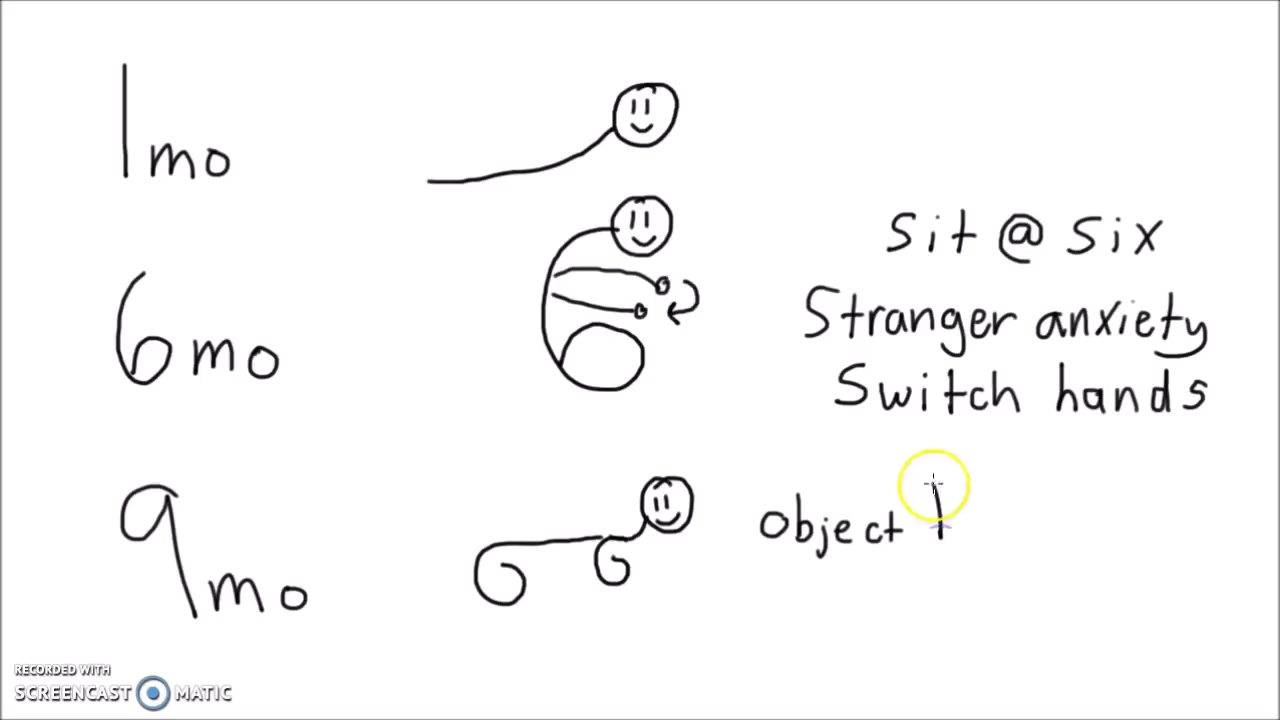 1mo
6mo
sit @ six
Stranger anxiety
Switch hands
9mo
Object
RECORDED WITH
SCREENCAST MATIC